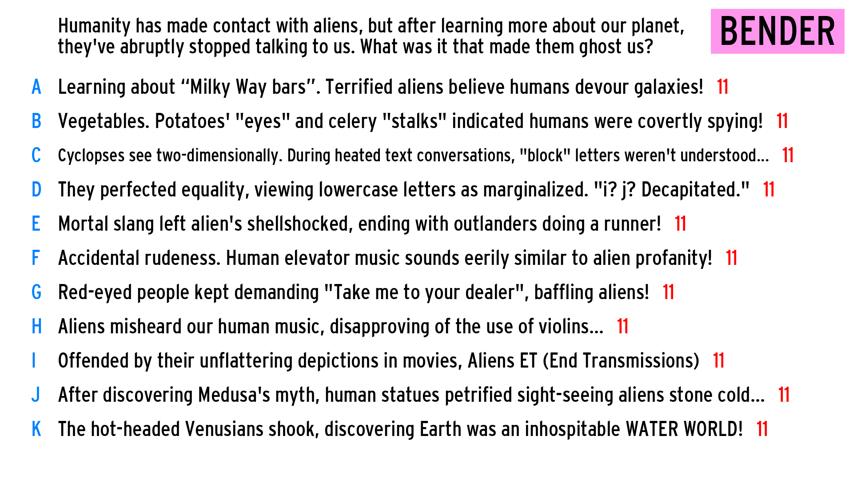 Humanity has made contact with aliens, but after learning more about our planet,
they've abruptly stopped talking to us. What was it that made them ghost us?
BENDER
A Learning about “Milky Way bars”. Terrified aliens believe humans devour galaxies! 11
B Vegetables. Potatoes' "eyes" and celery "stalks" indicated humans were covertly spying! 11
C Cyclopses see two-dimensionally. During heated text conversations, "block" letters weren't understood... 11
D They perfected equality, viewing lowercase letters as marginalized. "i? j? Decapitated." 11
E Mortal slang left alien's shellshocked, ending with outlanders doing a runner! 11
F Accidental rudeness. Human elevator music sounds eerily similar to alien profanity! 11
G Red-eyed people kept demanding "Take me to your dealer", baffling aliens! 11
H Aliens misheard our human music, disapproving of the use of violins... 11
I Offended by their unflattering depictions in movies, Aliens ET (End Transmissions) 11
J After discovering Medusa's myth, human statues petrified sight-seeing aliens stone cold... 11
K The hot-headed Venusians shook, discovering Earth was an inhospitable WATER WORLD! 11